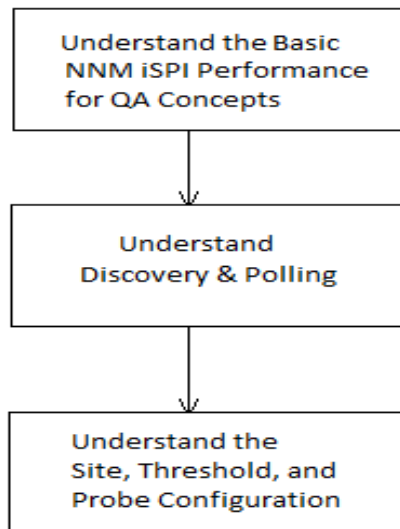 Understand the Basic
NNM iSPI Performance
for QA Concepts
Understand
Discovery & Polling
Understand the
Site, Threshold, and
Probe Configuration